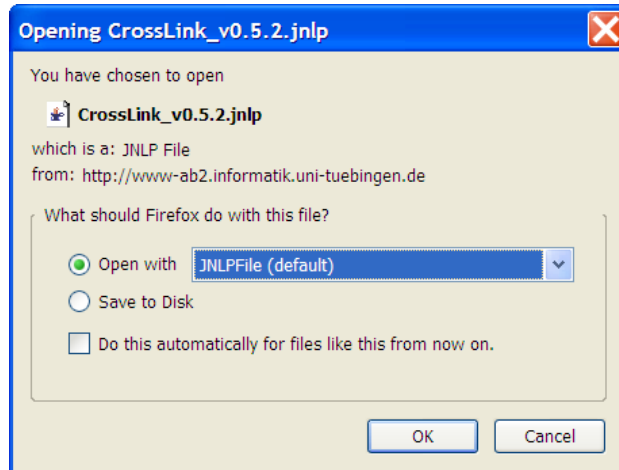 Opening CrossLink_v0.5.2.jnlp
You have chosen to open
CrossLink_v0.5.2.jnlp
which is a: JNLP File
from: http://www-ab2.informatik.uni-tuebingen.de
What should Firefox do with this file?
Open with JNLPFile (default)
Save to Disk
Do this automatically for files like this from now on.
OK Cancel